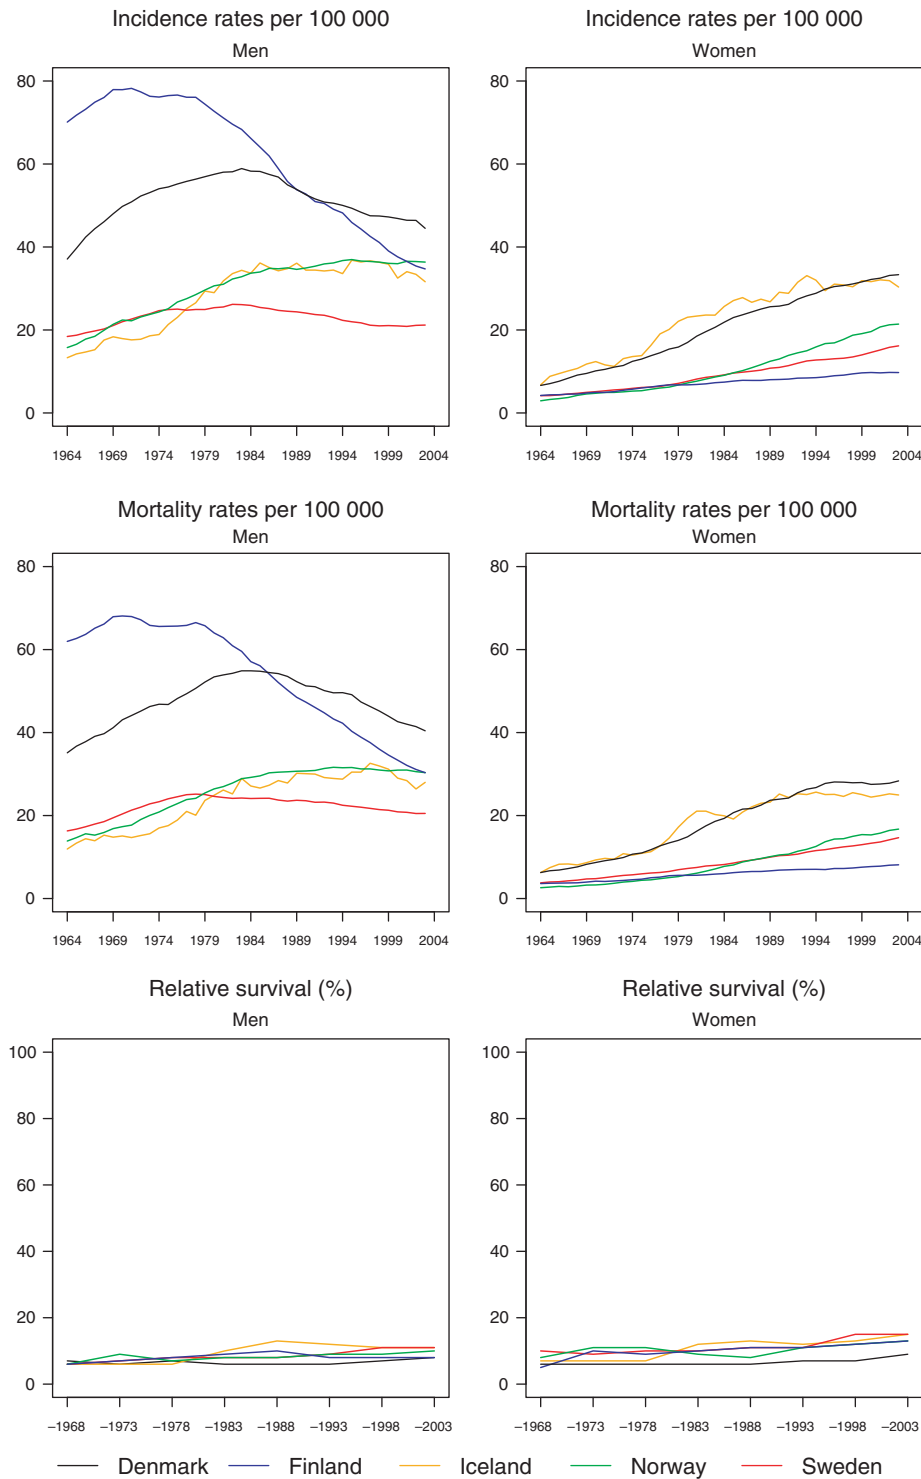 Incidence rates per 100 000 Incidence rates per 100 000
Men Women
80 80
60 60
40 40
20 20
0 0
1964 1969 1974 1979 1984 1989 1994 1999 2004 1964 1969 1974 1979 1984 1989 1994 1999 2004
Mortality rates per 100 000 Mortality rates per 100 000
Men Women
80 80
60 60
40 40
20 20
0 0
1964 1969 1974 1979 1984 1989 1994 1999 2004 1964 1969 1974 1979 1984 1989 1994 1999 2004
Relative survival (%) Relative survival (%)
Men Women
100 100
80 80
60 60
40 40
20 20
0 0
–1968 –1973 –1978 –1983 –1988 –1993 –1998 –2003 –1968 –1973 –1978 –1983 –1988 –1993 –1998 –2003
Denmark Finland Iceland Norway Sweden